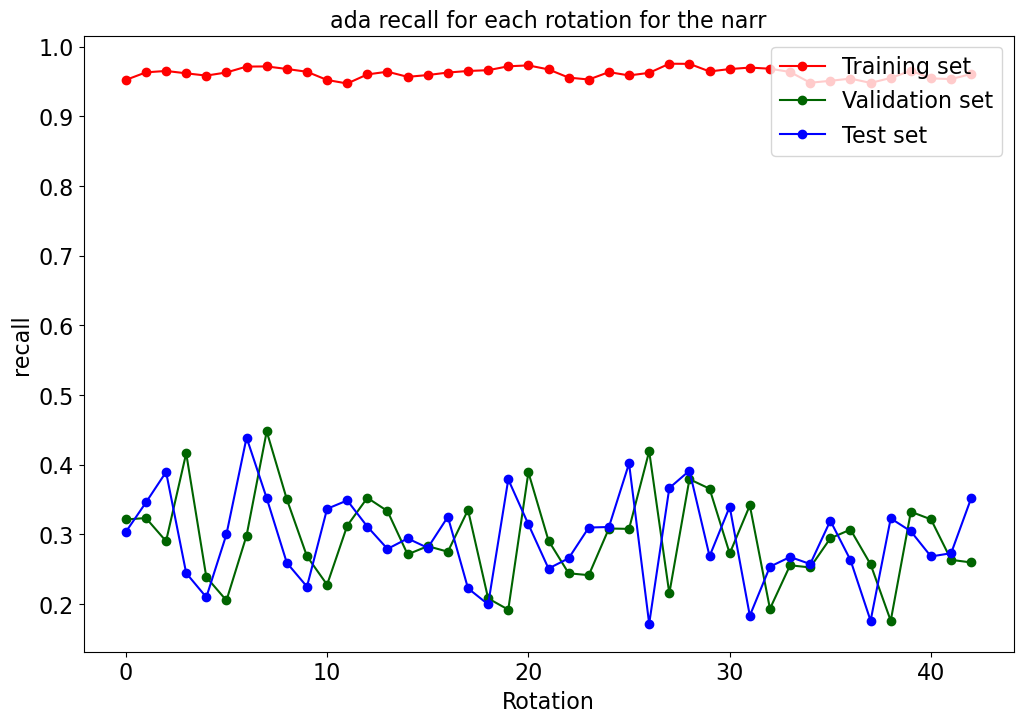 ada recall for each rotation for the narr
1.0
0.9
0.8
0.7
0.6
0.5
0.4
0.3
0.2
recall
Training set
Validation set
Test set
0 10 20 30 40
Rotation